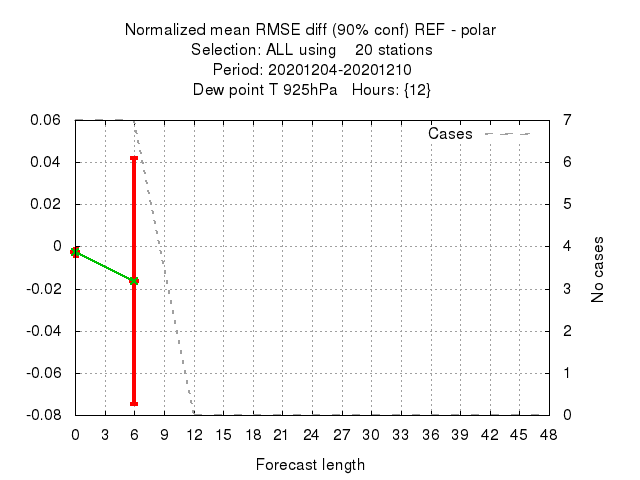 Normalized mean RMSE diff (90% conf) REF - polar
Selection: ALL using    20 stations
Period: 20201204-20201210
Dew point T 925hPa   Hours: {12}
Cases
0.06
0.04
0.02
0
-0.02
-0.04
-0.06
-0.08
7
6
5
4
3
2
1
0
No cases
0 3 6 9 12 15 18 21 24 27 30 33 36 39 42 45 48
Forecast length